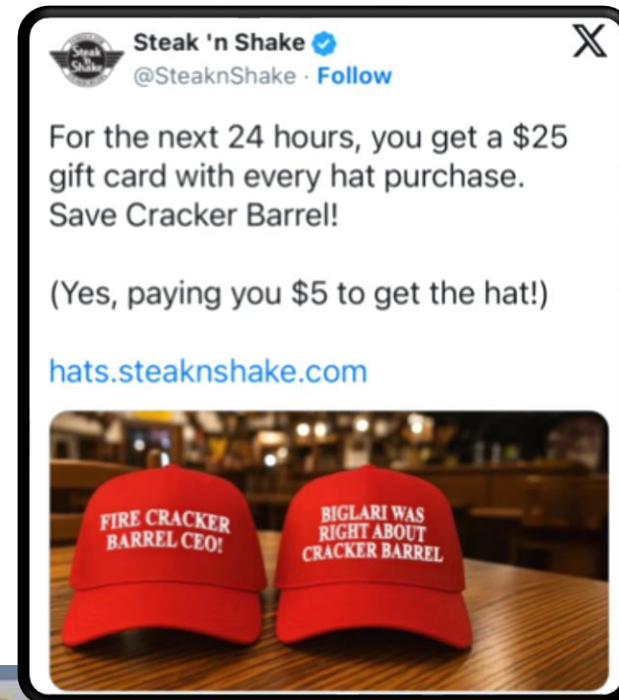 Steak 'n Shake
Steak
'n
Shake
@SteaknShake · Follow
X
For the next 24 hours, you get a $25
gift card with every hat purchase.
Save Cracker Barrel!
(Yes, paying you $5 to get the hat!)
hats.steaknshake.com
FIRE CRACKER
BARREL CEO!
BIGLARI WAS
RIGHT ABOUT
CRACKER BARREL